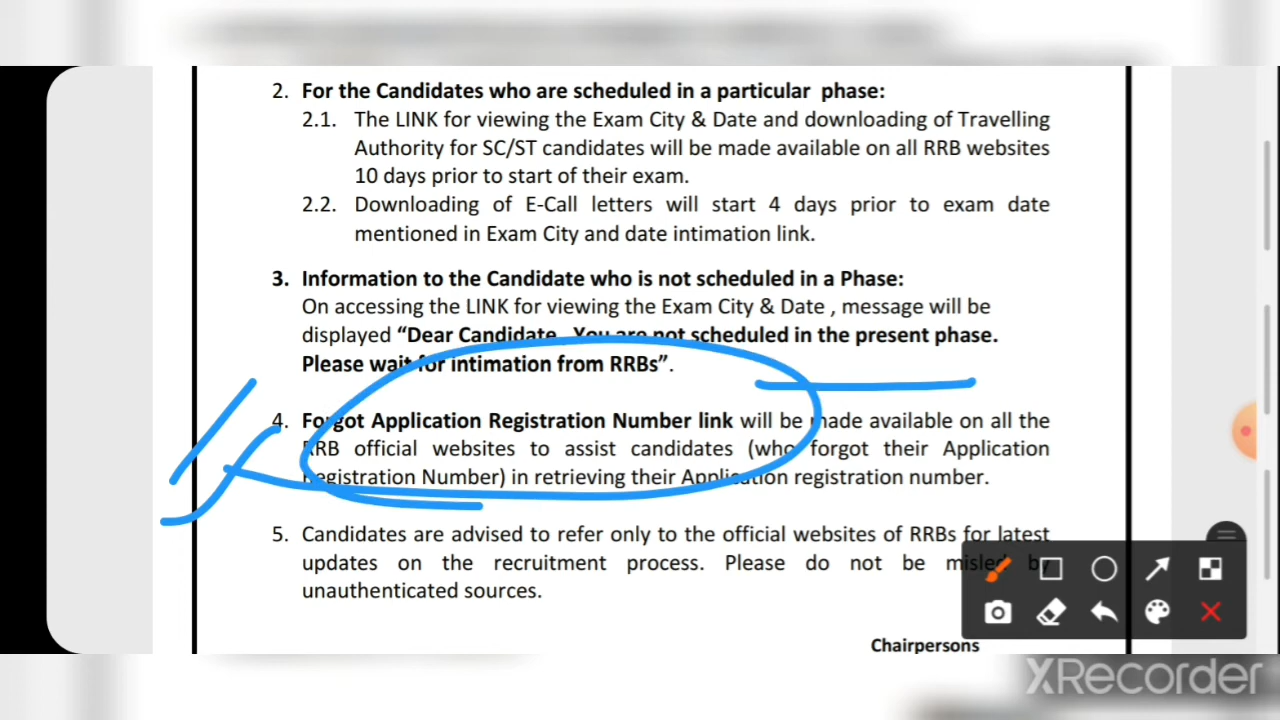 2. For the Candidates who are scheduled in a particular phase:
2.1. The LINK for viewing the Exam City & Date and downloading of Travelling
Authority for SC/ST candidates will be made available on all RRB websites
10 days prior to start of their exam.
2.2. Downloading of E-Call letters will start 4 days prior to exam date
mentioned in Exam City and date intimation link.
3. Information to the Candidate who is not scheduled in a Phase:
On accessing the LINK for viewing the Exam City & Date , message will be
displayed “Dear Candidate, You are not scheduled in the present phase.
Please wait for intimation from RRBs”.
4. Forgot Application Registration Number link will be made available on all the
RRB official websites to assist candidates (who forgot their Application
Registration Number) in retrieving their Application registration number.
5. Candidates are advised to refer only to the official websites of RRBs for latest
updates on the recruitment process. Please do not be misled by
unauthenticated sources.
Chairpersons
XRecorder